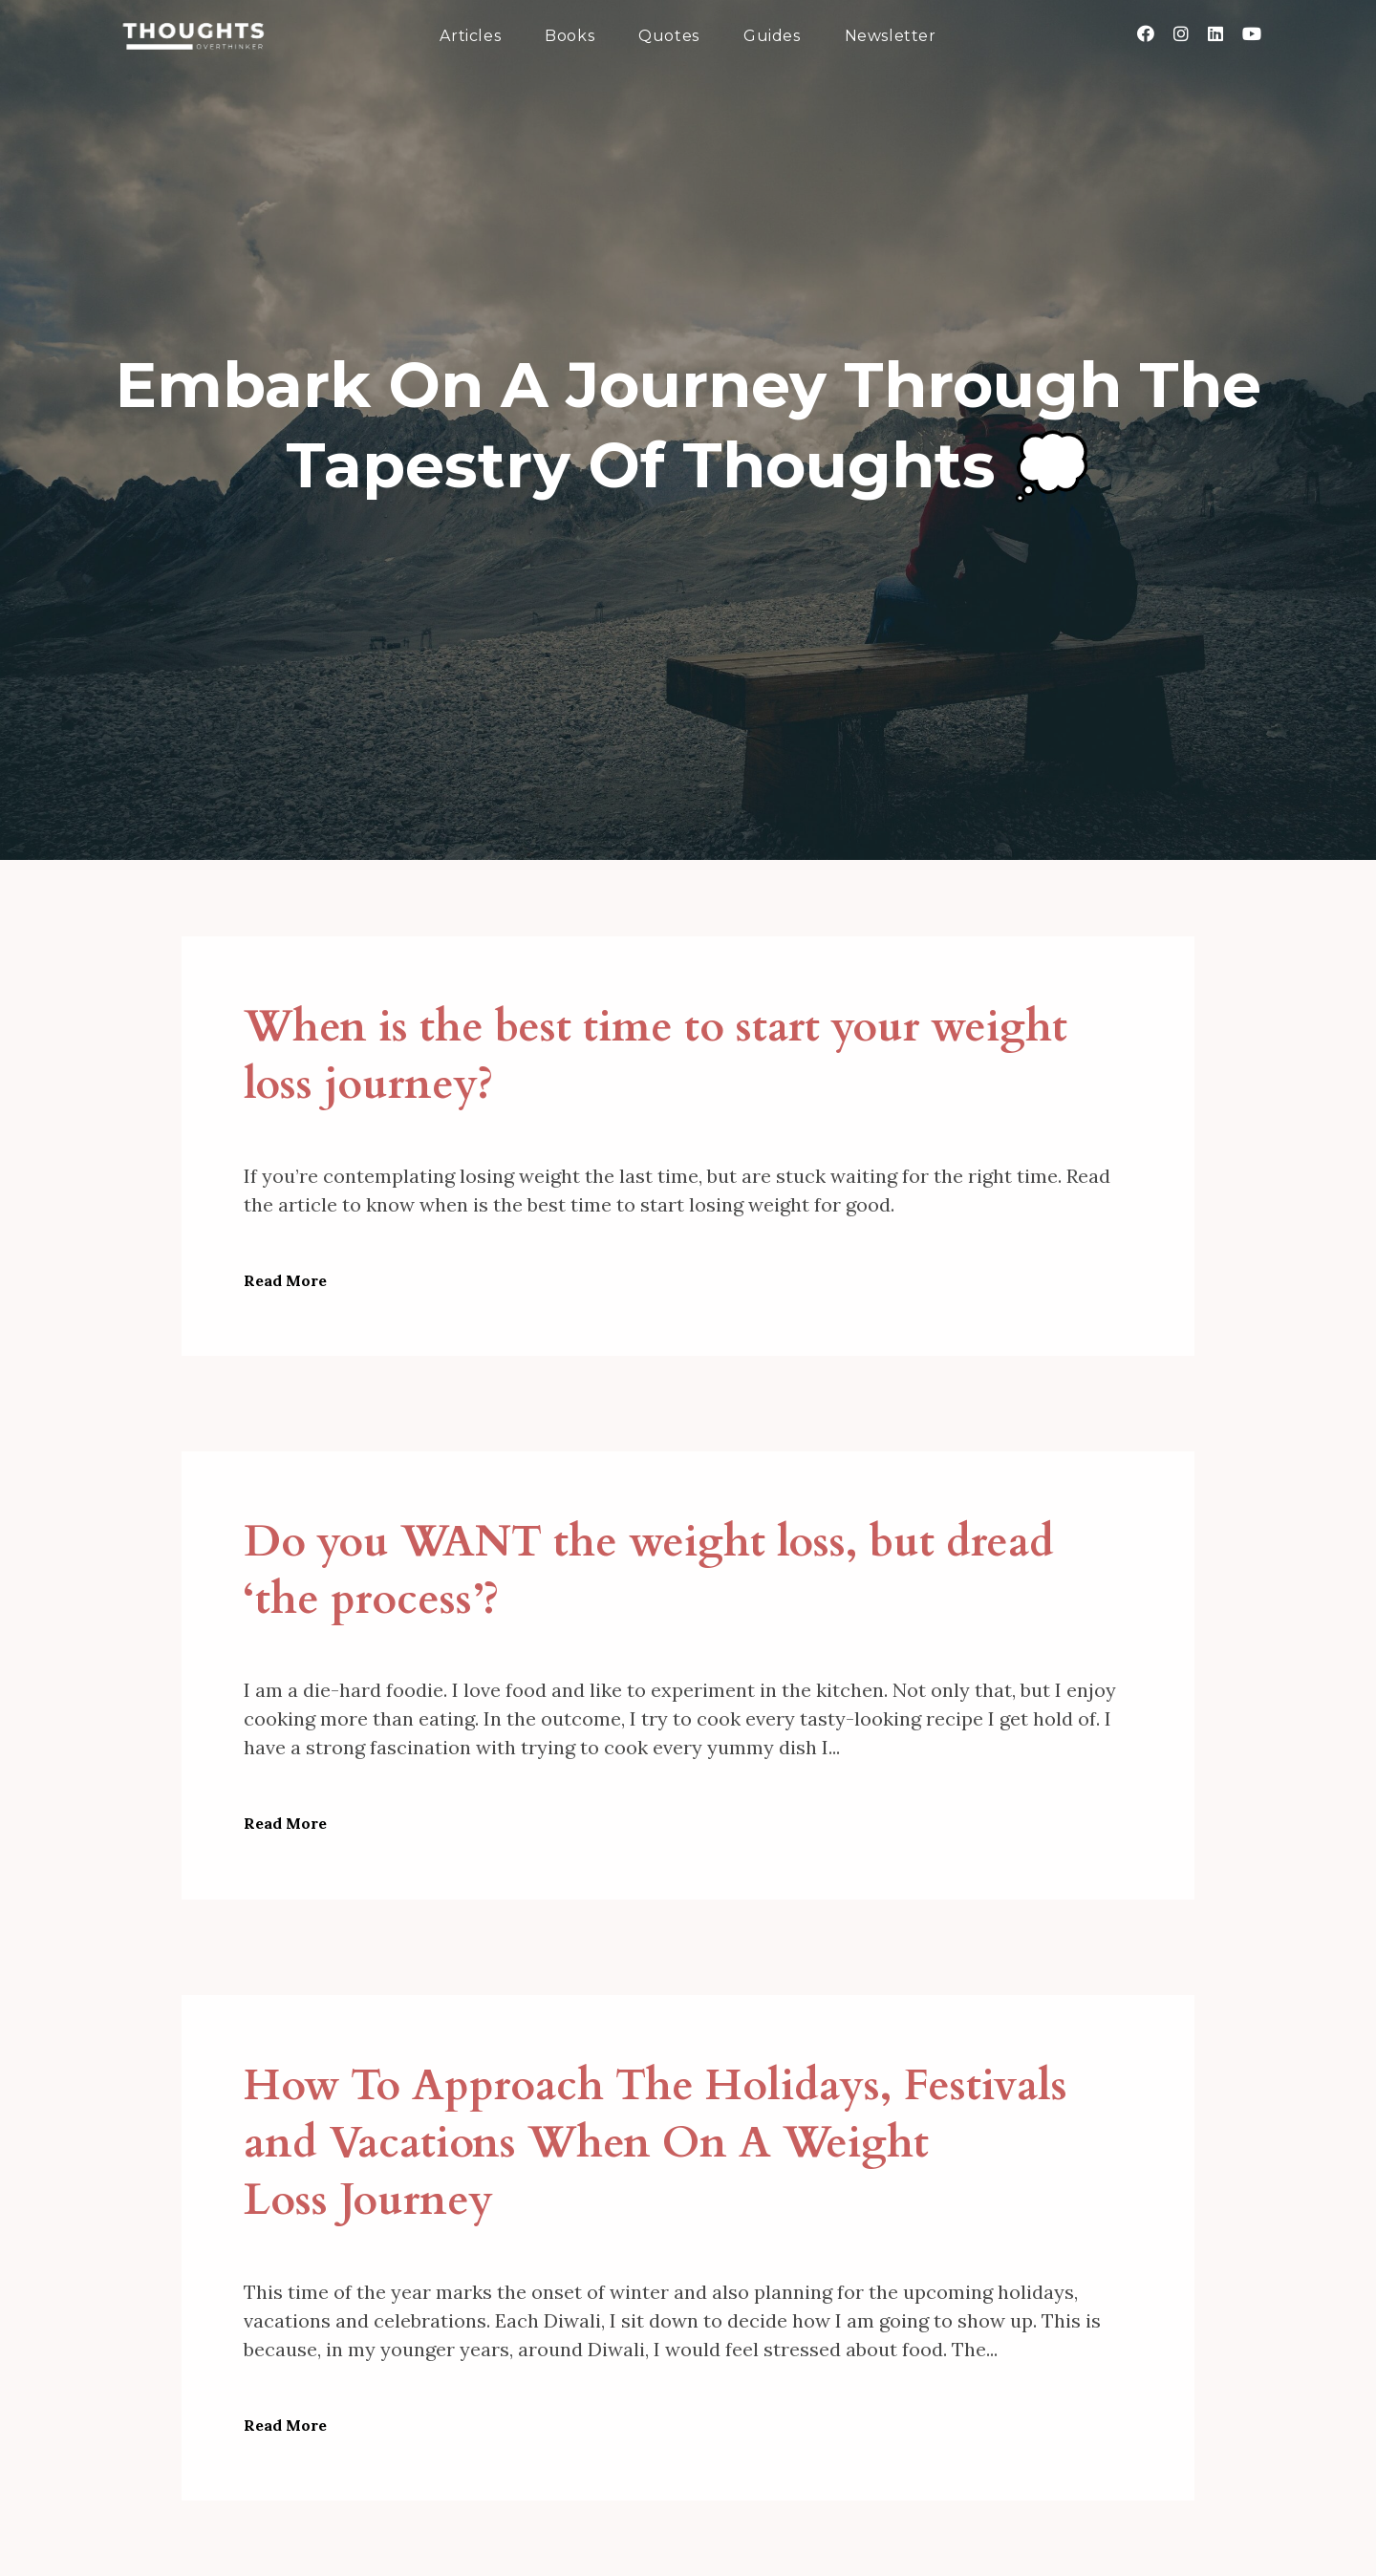 THOUGHTS
OVERTHINKER
Articles
Books
Quotes
Guides
Newsletter
Embark On A Journey Through The
Tapestry Of Thoughts
When is the best time to start your weight
loss journey?
If you’re contemplating losing weight the last time, but are stuck waiting for the right time. Read
the article to know when is the best time to start losing weight for good.
Read More
Do you WANT the weight loss, but dread
‘the process’?
I am a die-hard foodie. I love food and like to experiment in the kitchen. Not only that, but I enjoy
cooking more than eating. In the outcome, I try to cook every tasty-looking recipe I get hold of. I
have a strong fascination with trying to cook every yummy dish I...
Read More
How To Approach The Holidays, Festivals
and Vacations When On A Weight
Loss Journey
This time of the year marks the onset of winter and also planning for the upcoming holidays,
vacations and celebrations. Each Diwali, I sit down to decide how I am going to show up. This is
because, in my younger years, around Diwali, I would feel stressed about food. The...
Read More